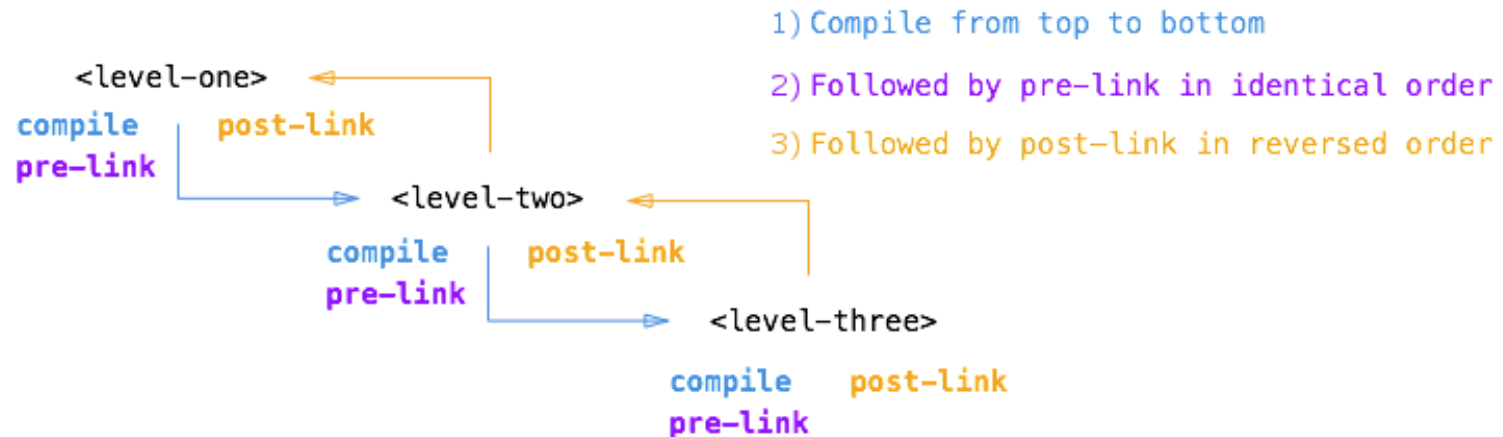 1) Compile from top to bottom
<level-one>
2) Followed by pre-link in identical order
compile post-link
3) Followed by post-link in reversed order
pre-link
<level-two>
compile post-link
pre-link
<level-three>
compile post-link
pre-link